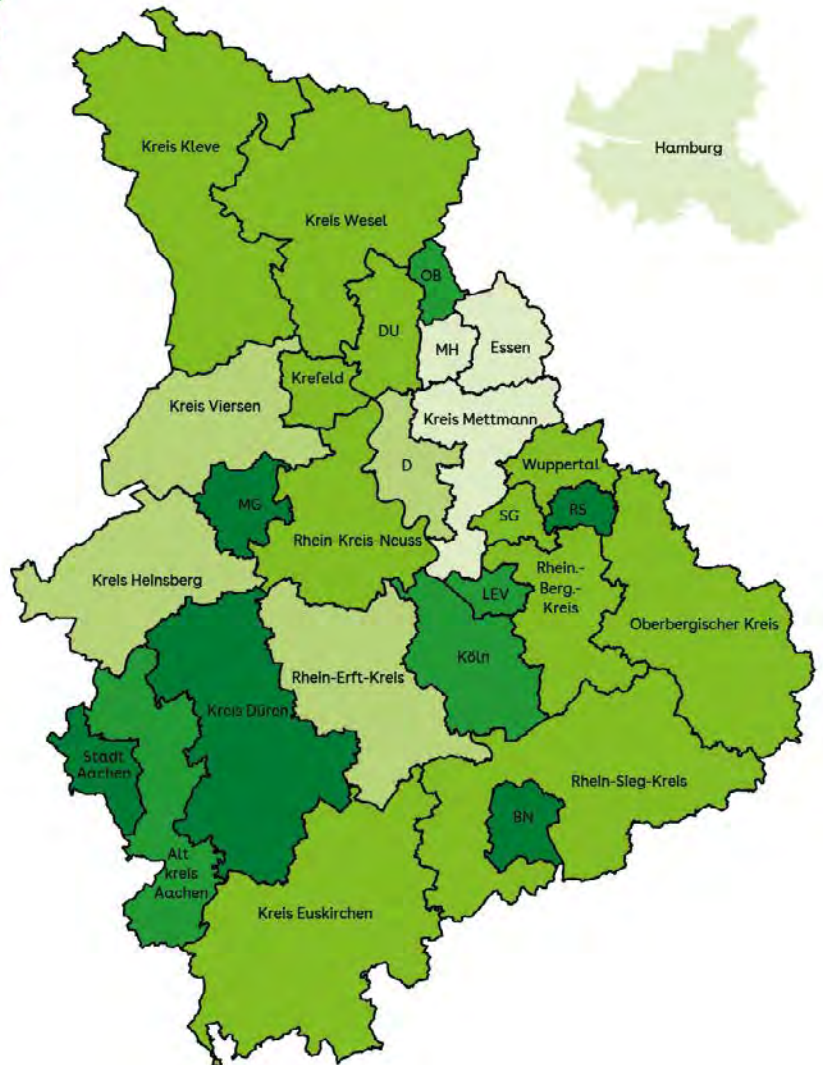 Hamburg
Kreis Kleve
Kreis Wesel
OB
DU
MH
Essen
Krefeld
Kreis Viersen
Kreis Mettmann
D
Wuppertal
MG
SG
RS
Rhein-Kreis-Neuss
Kreis Heinsberg
Rhein.-
Berg.-
Kreis
LEV
Oberbergischer Kreis
Köln
Rhein-Erft-Kreis
Kreis Düren
Stadt
Aachen
Rhein-Sieg-Kreis
BN
Alt
kreis
Aachen
Kreis Euskirchen